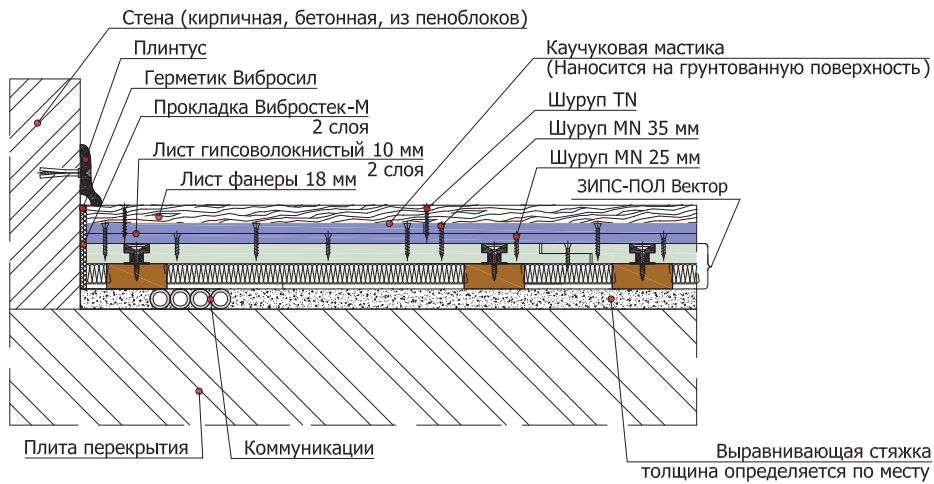 Стена (кирпичная, бетонная, из пеноблоков)
Плинтус
Герметик Вибросил
Прокладка Вибростек-М
2 слоя
Лист гипсоволокнистый 10 мм
2 слоя
Лист фанеры 18 мм
Каучуковая мастика
(Наносится на грунтованную поверхность)
Шуруп TN
Шуруп MN 35 мм
Шуруп MN 25 мм
ЗИПС-ПОЛ Вектор
Плита перекрытия
Коммуникации
Выравнивающая стяжка
толщина определяется по месту